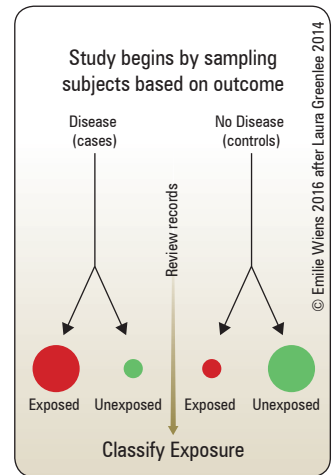 Study begins by sampling
subjects based on outcome
Disease
(cases)
No Disease
(controls)
Review records
Exposed
Unexposed
Exposed
Unexposed
Classify Exposure
© Emilie Wiens 2016 after Laura Greenlee 2014